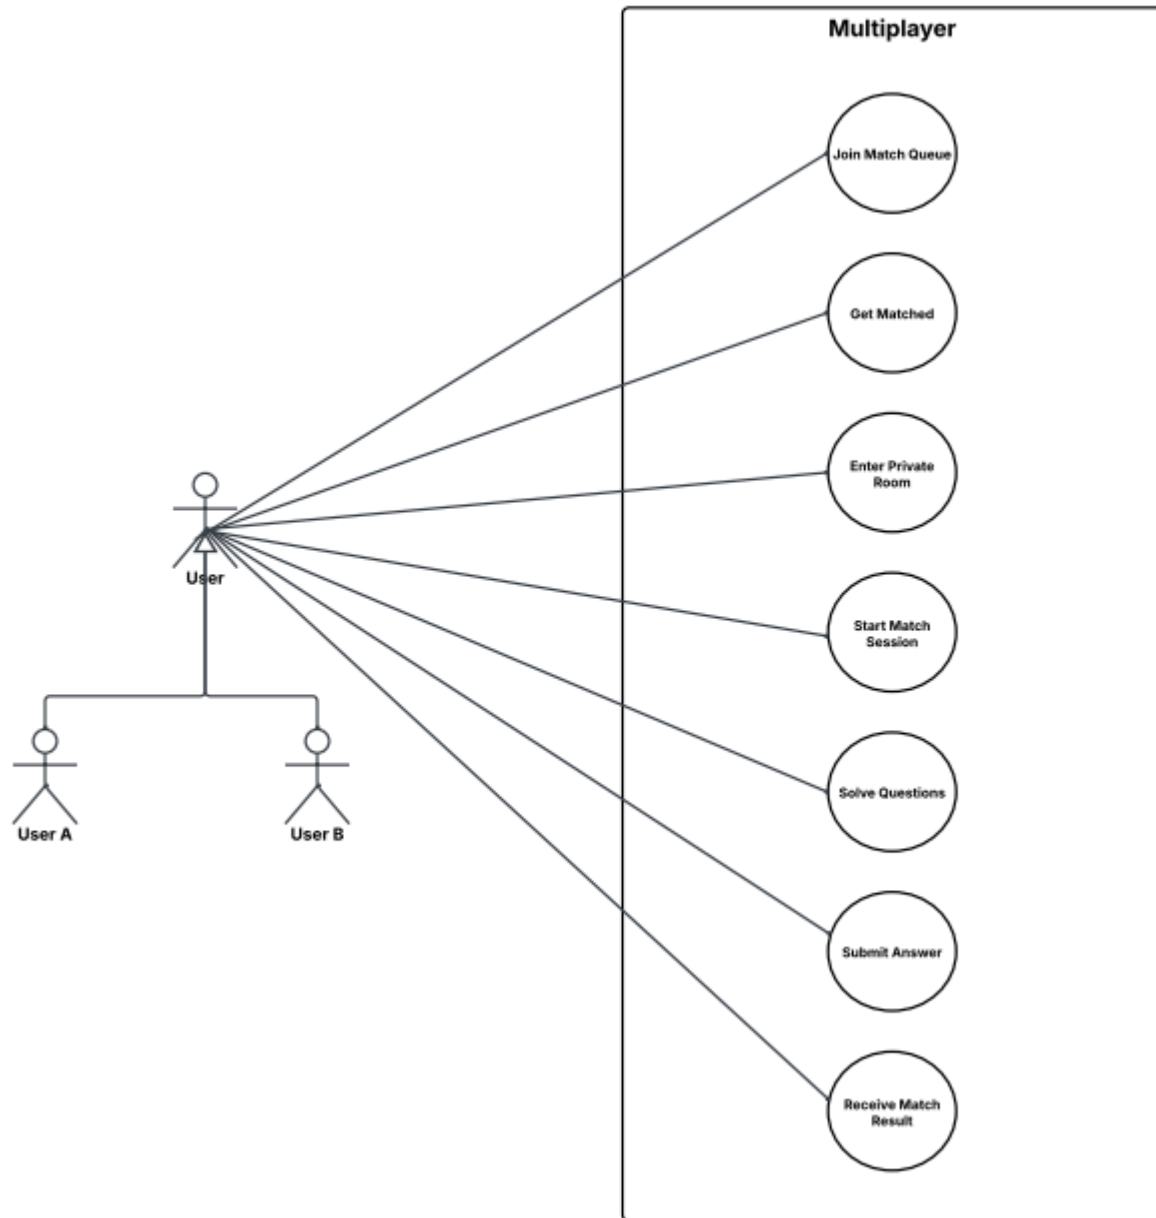 Multiplayer
Join Match Queue
Get Matched
Enter Private
Room
User
Start Match
Session
Solve Questions
User A
User B
Submit Answer
Receive Match
Result